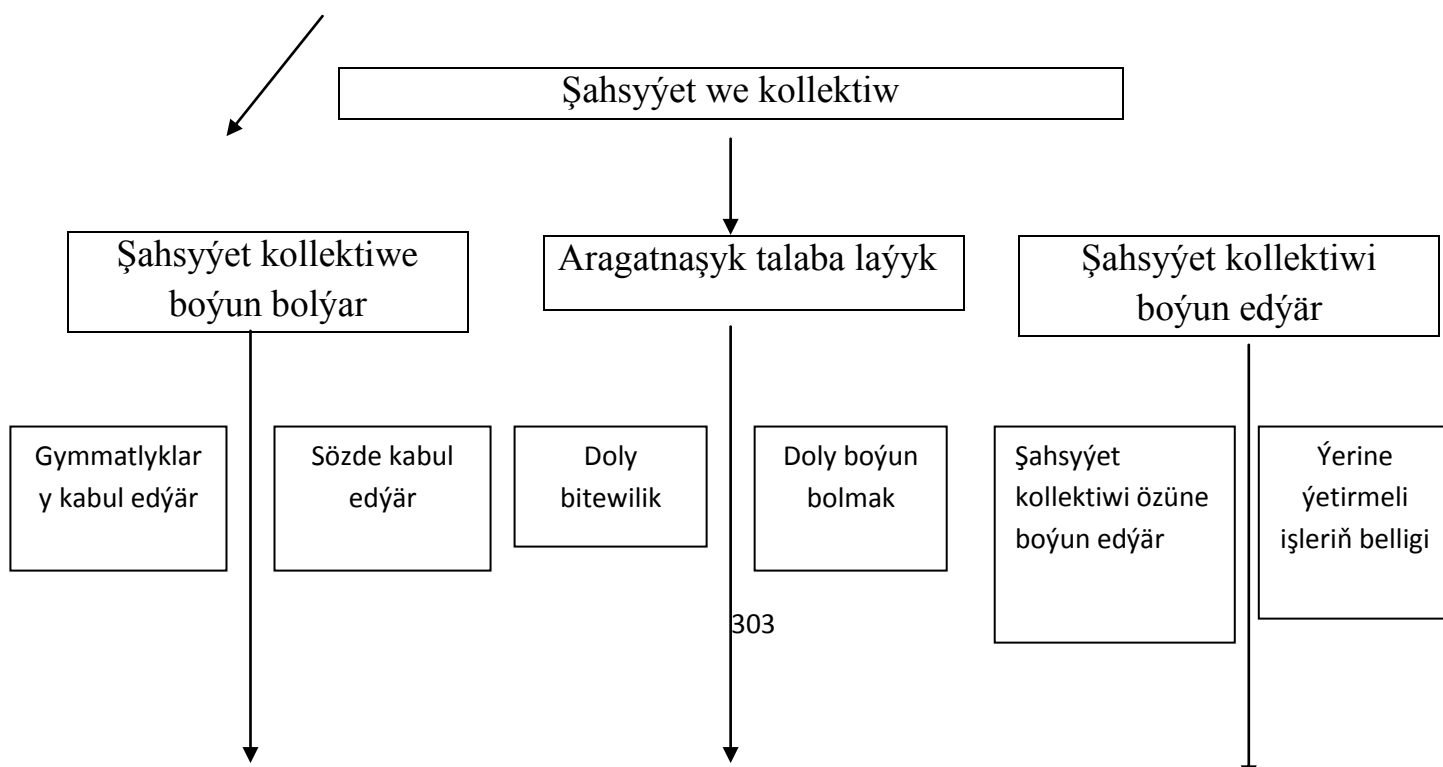 Şahsyýet we kollektiw
Şahsyýet kollektiwe
boýun bolýar
Aragatnaşyk talaba laýyk
Şahsyýet kollektiwi
boýun edýär
Gymmatlyklar
y kabul edýär
Sözde kabul
edýär
Doly
bitewilik
Doly boýun
bolmak
Şahsyýet
kollektiwi özüne
boýun edýär
Ýerine
ýetirmeli
işleriň belligi
303